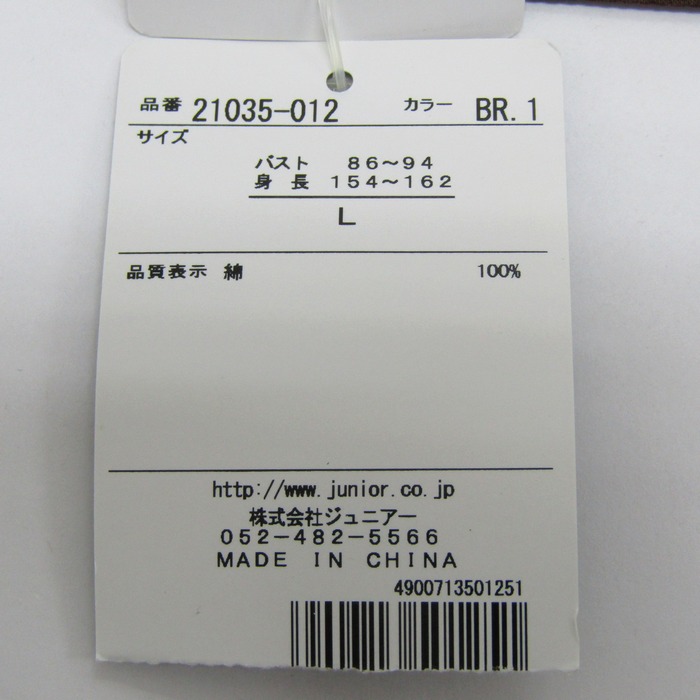 品番 21035-012 カラー BR.1
サイズ
バスト 86〜94
身長 154〜162
L
品質表示 綿 100%
http://www.junior.co.jp
株式会社ジュニアー
052-482-5566
MADE IN CHINA
4900713501251